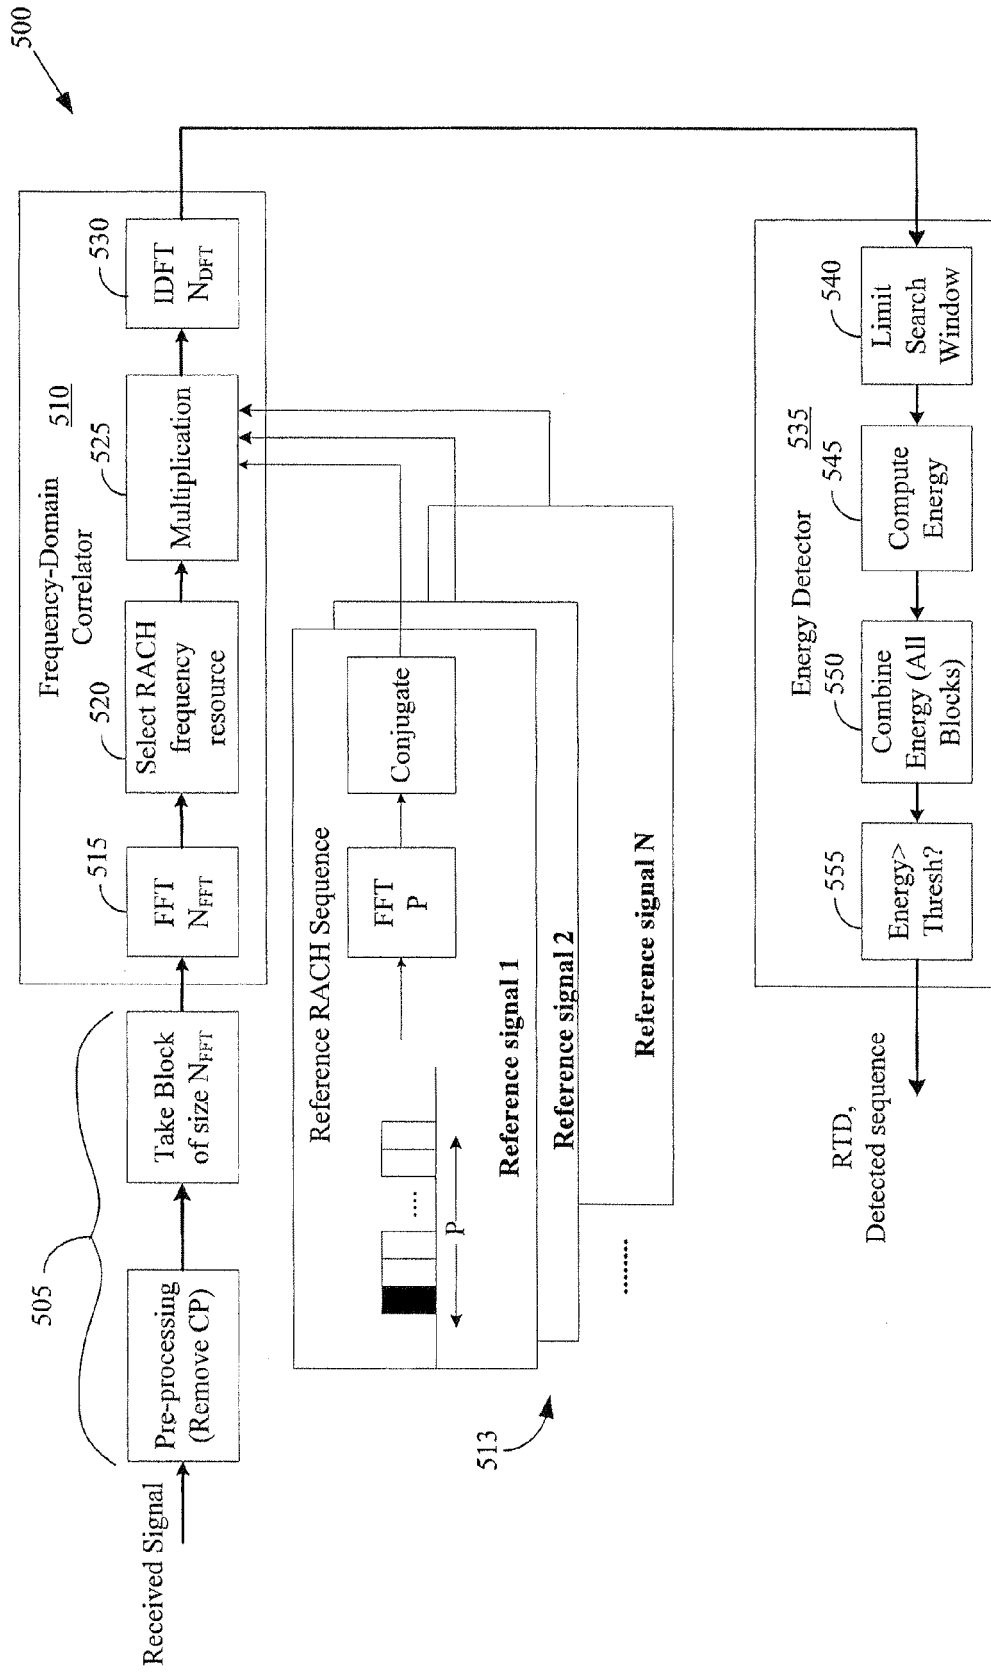 500
505
Received Signal
Pre-processing
(Remove CP)
Take Block
of size N_FFT
Frequency-Domain
Correlator
510
515
FFT
N_FFT
520
Select RACH
frequency
resource
525
Multiplication
530
IDFT
N_DFT
513
Reference RACH Sequence
....
P
FFT
P
Conjugate
Reference signal 1
Reference signal 2
Reference signal N
........
Energy Detector
535
540
Limit
Search
Window
545
Compute
Energy
550
Combine
Energy (All
Blocks)
555
Energy>
Thresh?
RTD,
Detected sequence